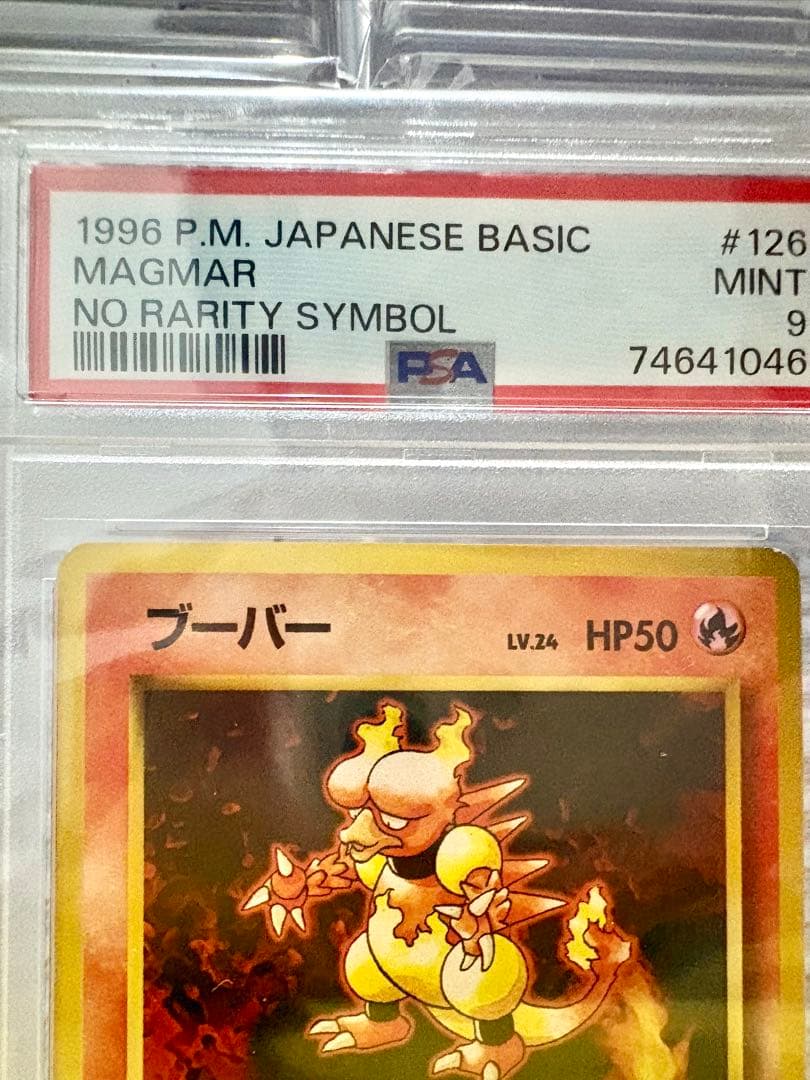 1996 P.M. JAPANESE BASIC #126
MAGMAR MINT
NO RARITY SYMBOL 9
PSA 74641046
ブーバー LV.24 HP50